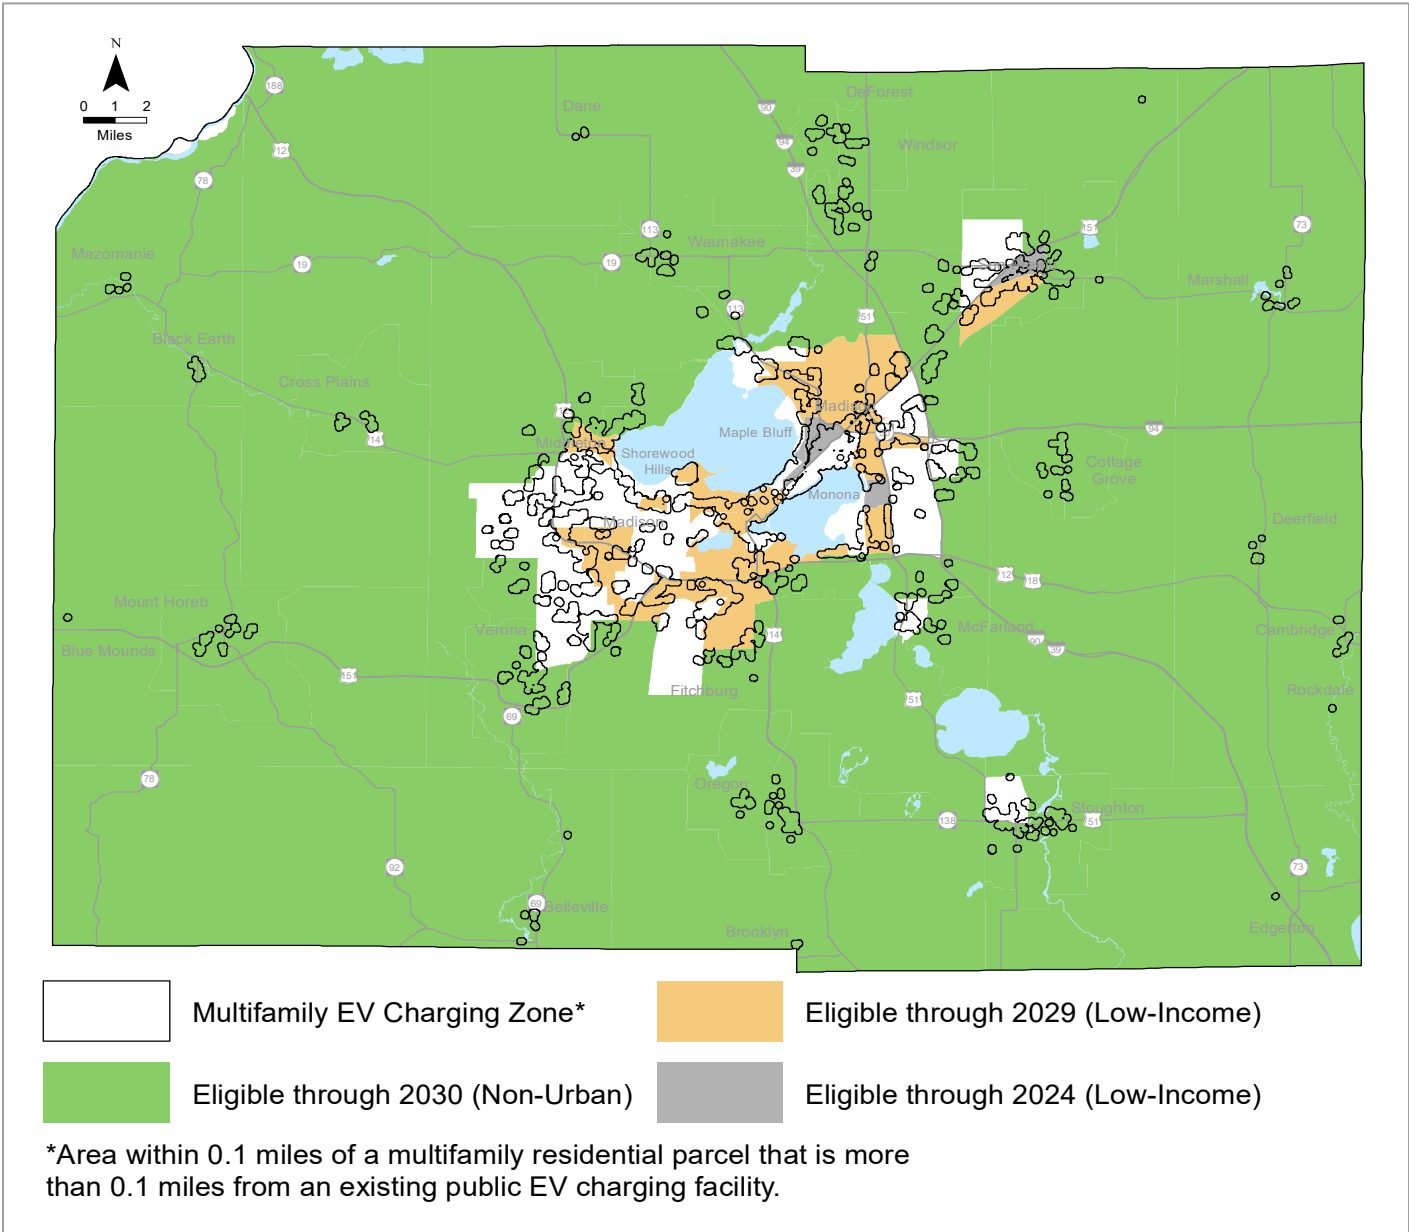 N
0 1 2
Miles
188
Dane
90
DeForest
12
94
Windsor
39
78
113
151
73
Waunakee
Mazomanie
19
19
Marshall
113
51
Black Earth
Cross Plains
Madison
14
Maple Bluff
94
Middleton
Shorewood
Hills
Cottage
Grove
Monona
Madison
Deerfield
12
18
Mount Horeb
Verona
14
McFarland
90
39
Cambridge
Blue Mounds
151
Fitchburg
Rockdale
69
51
78
Oregon
Stoughton
138
51
92
73
69
Belleville
Brooklyn
Edgerton
Multifamily EV Charging Zone*
Eligible through 2029 (Low-Income)
Eligible through 2030 (Non-Urban)
Eligible through 2024 (Low-Income)
*Area within 0.1 miles of a multifamily residential parcel that is more
than 0.1 miles from an existing public EV charging facility.